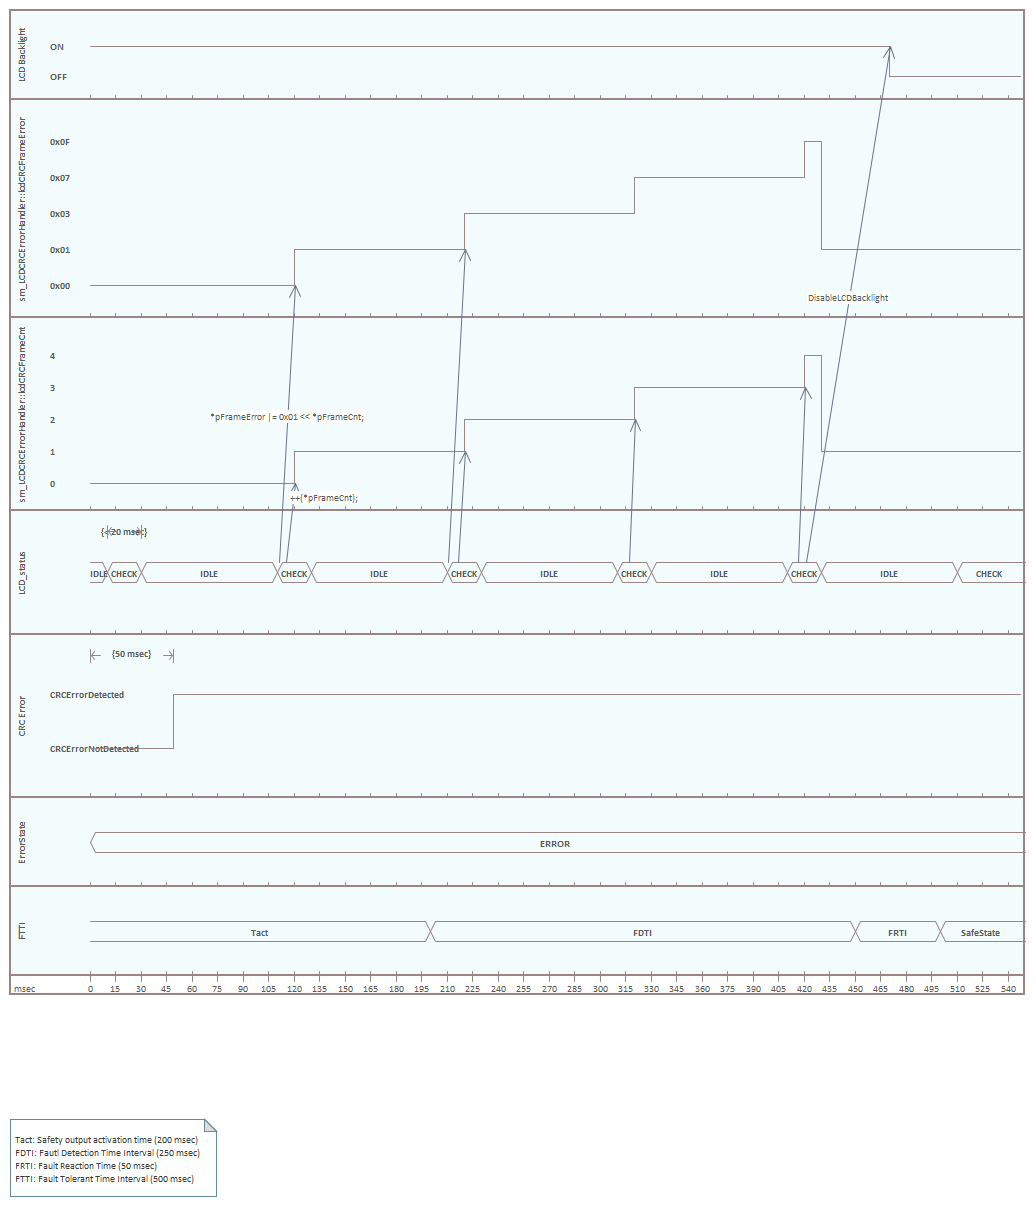 LCD Backlight
ON
OFF
sm_LCDCRCErrorHandler::lcdCRCFrameError
0x0F
0x07
0x03
0x01
0x00
DisableLCDBacklight
sm_LCDCRCErrorHandler::lcdCRCFrameCnt
4
3
2
1
0
*pFrameError |= 0x01 << *pFrameCnt;
++(*pFrameCnt);
LCD_status
{<20 msec}
IDLE CHECK IDLE CHECK IDLE CHECK IDLE CHECK IDLE CHECK IDLE CHECK
CRC Error
{50 msec}
CRCErrorDetected
CRCErrorNotDetected
ErrorState
ERROR
FTTI
Tact FDTI FRTI SafeState
msec 0 15 30 45 60 75 90 105 120 135 150 165 180 195 210 225 240 255 270 285 300 315 330 345 360 375 390 405 420 435 450 465 480 495 510 525 540
Tact: Safety output activation time (200 msec)
FDTI: Fautl Detection Time Interval (250 msec)
FRTI: Fault Reaction Time (50 msec)
FTTI: Fault Tolerant Time Interval (500 msec)